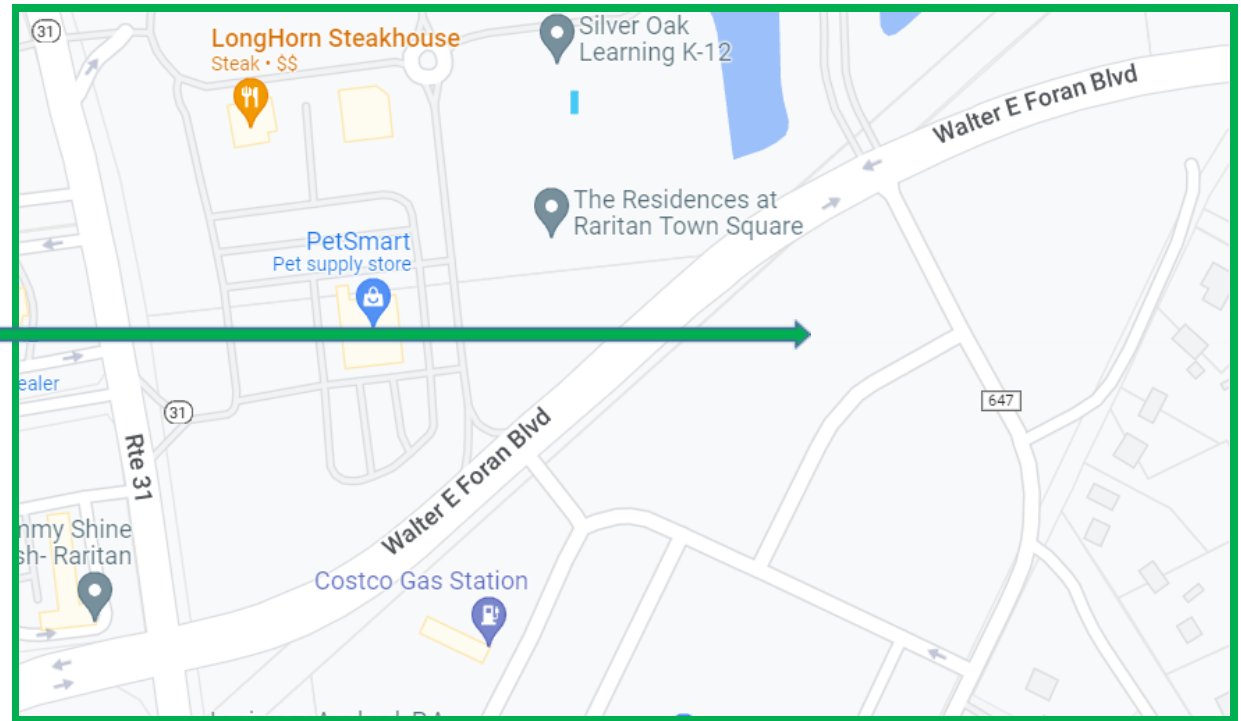 31
LongHorn Steakhouse
Steak • $$
Silver Oak
Learning K-12
Walter E Foran Blvd
The Residences at
Raritan Town Square
PetSmart
Pet supply store
ealer
31
647
Rte 31
Walter E Foran Blvd
mmy Shine
sh- Raritan
Costco Gas Station